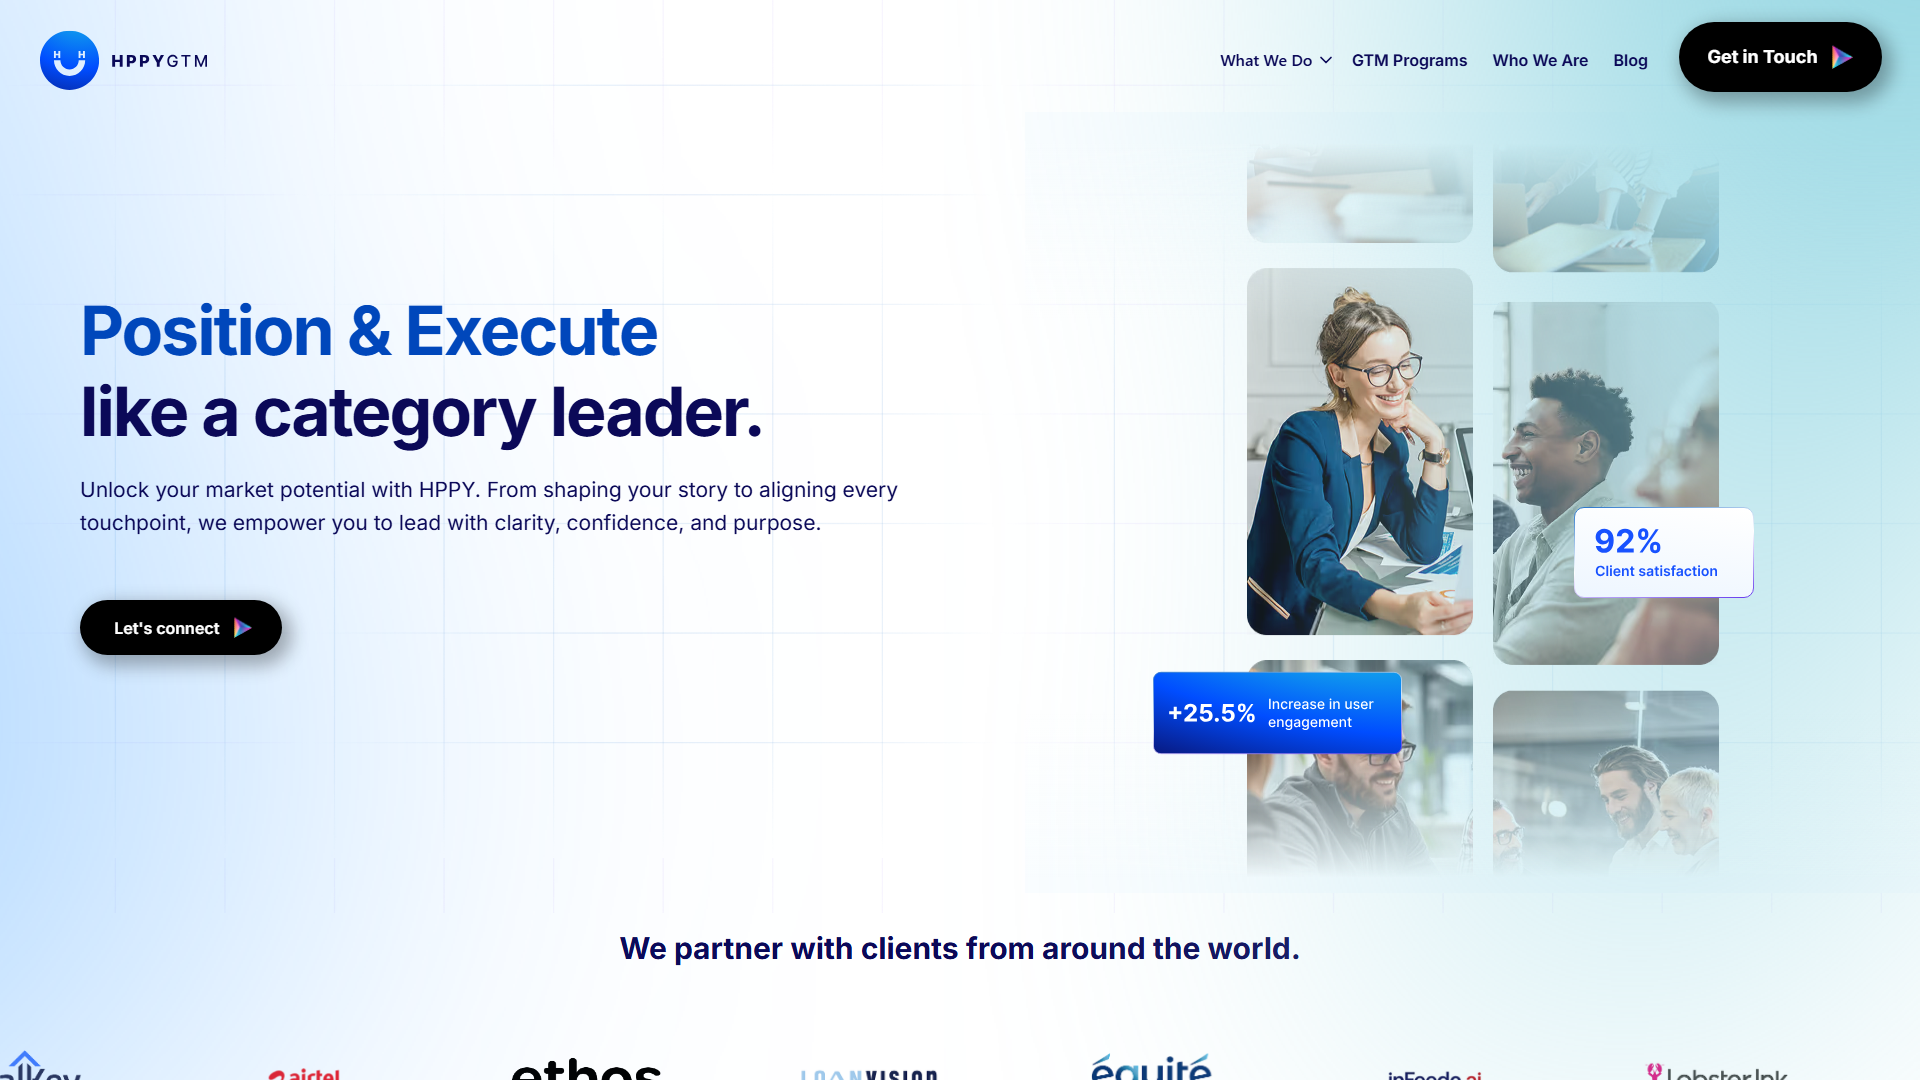 H H
HPPYGTM
What We Do
GTM Programs
Who We Are
Blog
Get in Touch
Position & Execute
like a category leader.
Unlock your market potential with HPPY. From shaping your story to aligning every
touchpoint, we empower you to lead with clarity, confidence, and purpose.
Let's connect
92%
Client satisfaction
+25.5%
Increase in user
engagement
We partner with clients from around the world.
airtel
ethos
LOANVISION
équité
inFeedo.ai
Lobster Ink